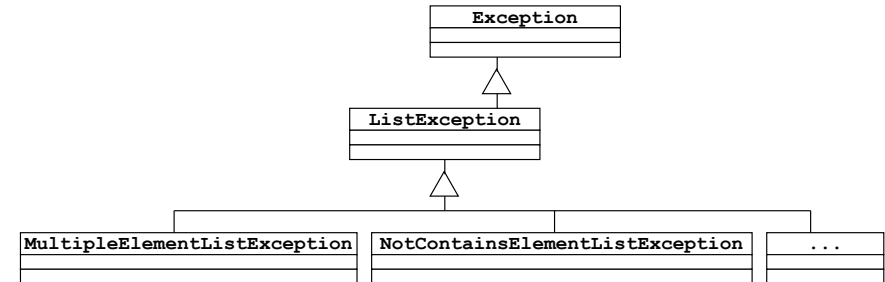 Exception
ListException
MultipleElementListException
NotContainsElementListException
...